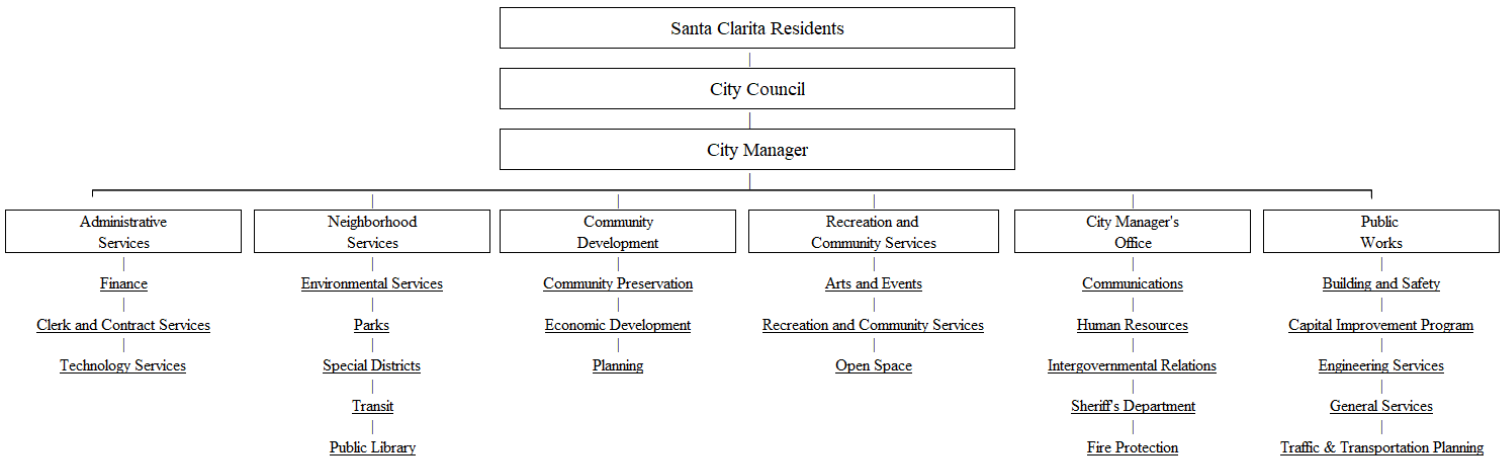 Santa Clarita Residents
City Council
City Manager
Administrative
Services
Finance
Clerk and Contract Services
Technology Services
Neighborhood
Services
Environmental Services
Parks
Special Districts
Transit
Public Library
Community
Development
Community Preservation
Economic Development
Planning
Recreation and
Community Services
Arts and Events
Recreation and Community Services
Open Space
City Manager's
Office
Communications
Human Resources
Intergovernmental Relations
Sheriff's Department
Fire Protection
Public
Works
Building and Safety
Capital Improvement Program
Engineering Services
General Services
Traffic & Transportation Planning